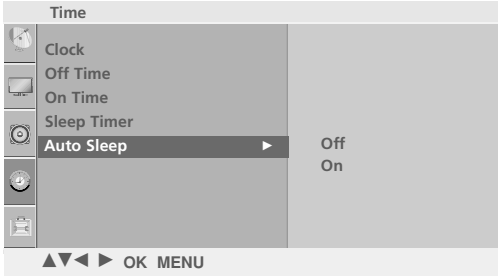 Time
Clock
Off Time
On Time
Sleep Timer
Auto Sleep ► Off
On
▲▼◄ ► OK MENU